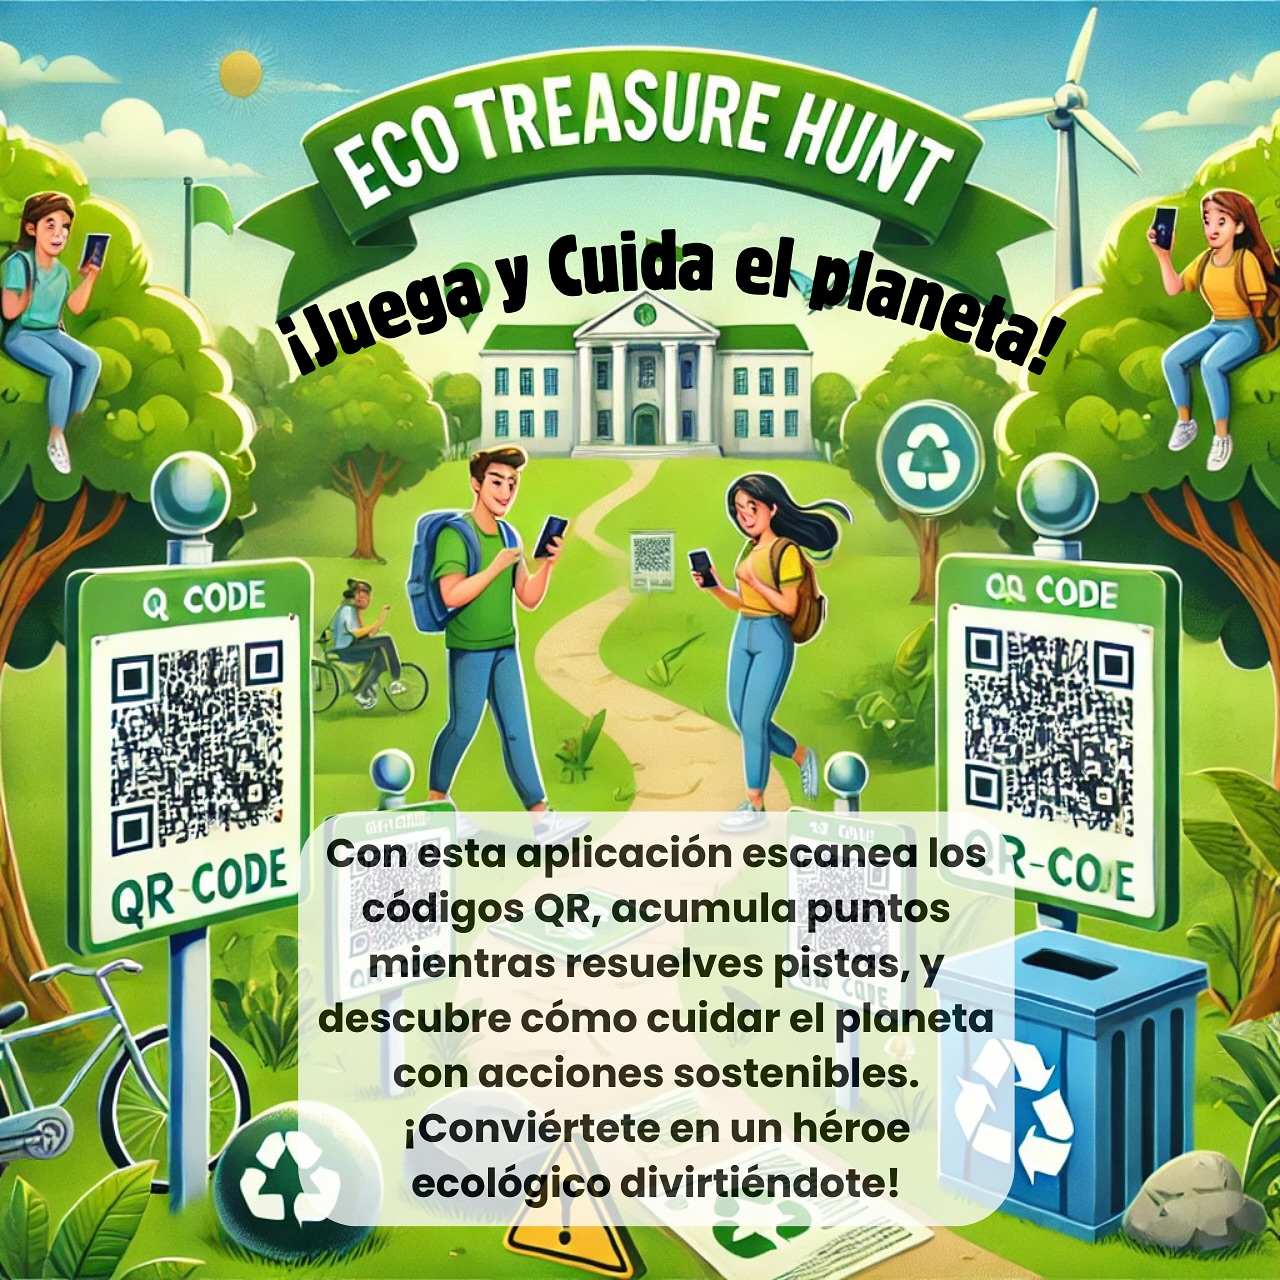 ECO TREASURE HUNT
¡Juega y Cuida el planeta!
Q CODE
QR-CODE
QQ CODE
QR-CODE
Con esta aplicación escanea los
códigos QR, acumula puntos
mientras resuelves pistas, y
descubre cómo cuidar el planeta
con acciones sostenibles.
¡Conviértete en un héroe
ecológico divirtiéndote!